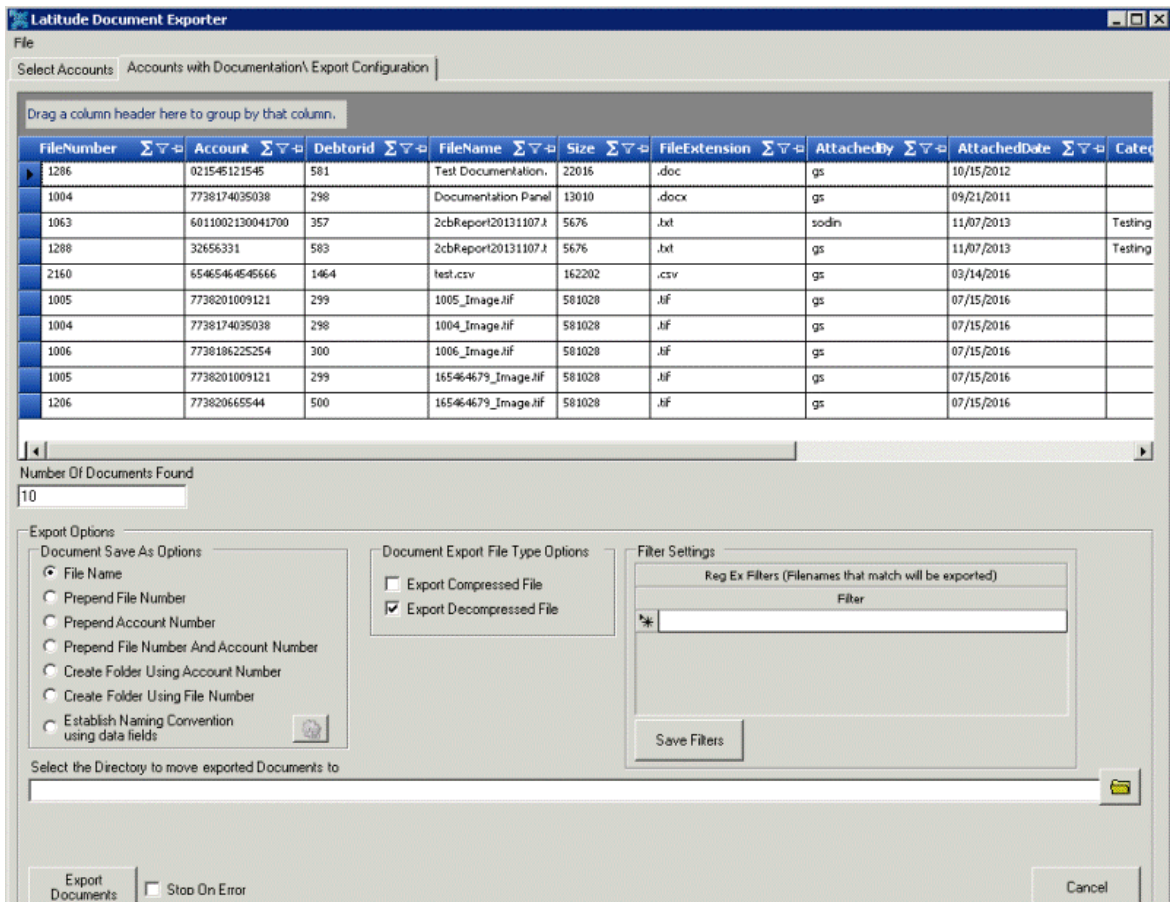 Latitude Document Exporter
File
Select Accounts Accounts with Documentation\ Export Configuration
Drag a column header here to group by that column.
FileNumber Account Debtorid FileName Size FileExtension AttachedBy AttachedDate Categ
1286 021545121545 581 Test Documentation. 22016 .doc gs 10/15/2012
1004 7738174035038 298 Documentation Panel 13010 .docx gs 09/21/2011
1063 6011002130041700 357 2cbReport20131107.t 5676 .txt sodin 11/07/2013 Testing
1288 32656331 583 2cbReport20131107.t 5676 .txt gs 11/07/2013 Testing
2160 65465464545666 1464 test.csv 162202 .csv gs 03/14/2016
1005 7738201009121 299 1005_Image.tif 581028 .tif gs 07/15/2016
1004 7738174035038 298 1004_Image.tif 581028 .tif gs 07/15/2016
1006 7738186225254 300 1006_Image.tif 581028 .tif gs 07/15/2016
1005 7738201009121 299 165464679_Image.tif 581028 .tif gs 07/15/2016
1206 773820665544 500 165464679_Image.tif 581028 .tif gs 07/15/2016
Number Of Documents Found
10
Export Options
Document Save As Options
File Name
Prepend File Number
Prepend Account Number
Prepend File Number And Account Number
Create Folder Using Account Number
Create Folder Using File Number
Establish Naming Convention
using data fields
Document Export File Type Options
Export Compressed File
Export Decompressed File
Filter Settings
Reg Ex Filters (Filenames that match will be exported)
Filter
Save Filters
Select the Directory to move exported Documents to
Export
Documents
Stop On Error
Cancel